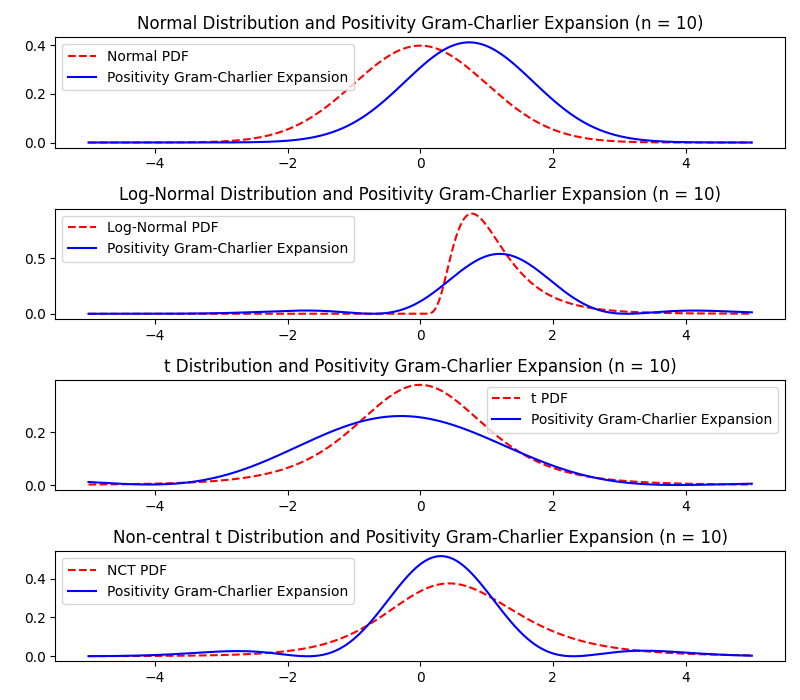 Normal Distribution and Positivity Gram-Charlier Expansion (n = 10)
0.4
0.2
0.0
Normal PDF
Positivity Gram-Charlier Expansion
−4 −2 0 2 4
Log-Normal Distribution and Positivity Gram-Charlier Expansion (n = 10)
0.5
0.0
Log-Normal PDF
Positivity Gram-Charlier Expansion
−4 −2 0 2 4
t Distribution and Positivity Gram-Charlier Expansion (n = 10)
0.2
0.0
t PDF
Positivity Gram-Charlier Expansion
−4 −2 0 2 4
Non-central t Distribution and Positivity Gram-Charlier Expansion (n = 10)
0.4
0.2
0.0
NCT PDF
Positivity Gram-Charlier Expansion
−4 −2 0 2 4